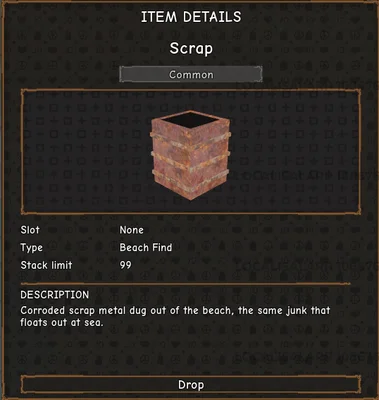 ITEM DETAILS
Scrap
Common
Slot None
Type Beach Find
Stack limit 99
DESCRIPTION
Corroded scrap metal dug out of the beach, the same junk that
floats out at sea.
Drop